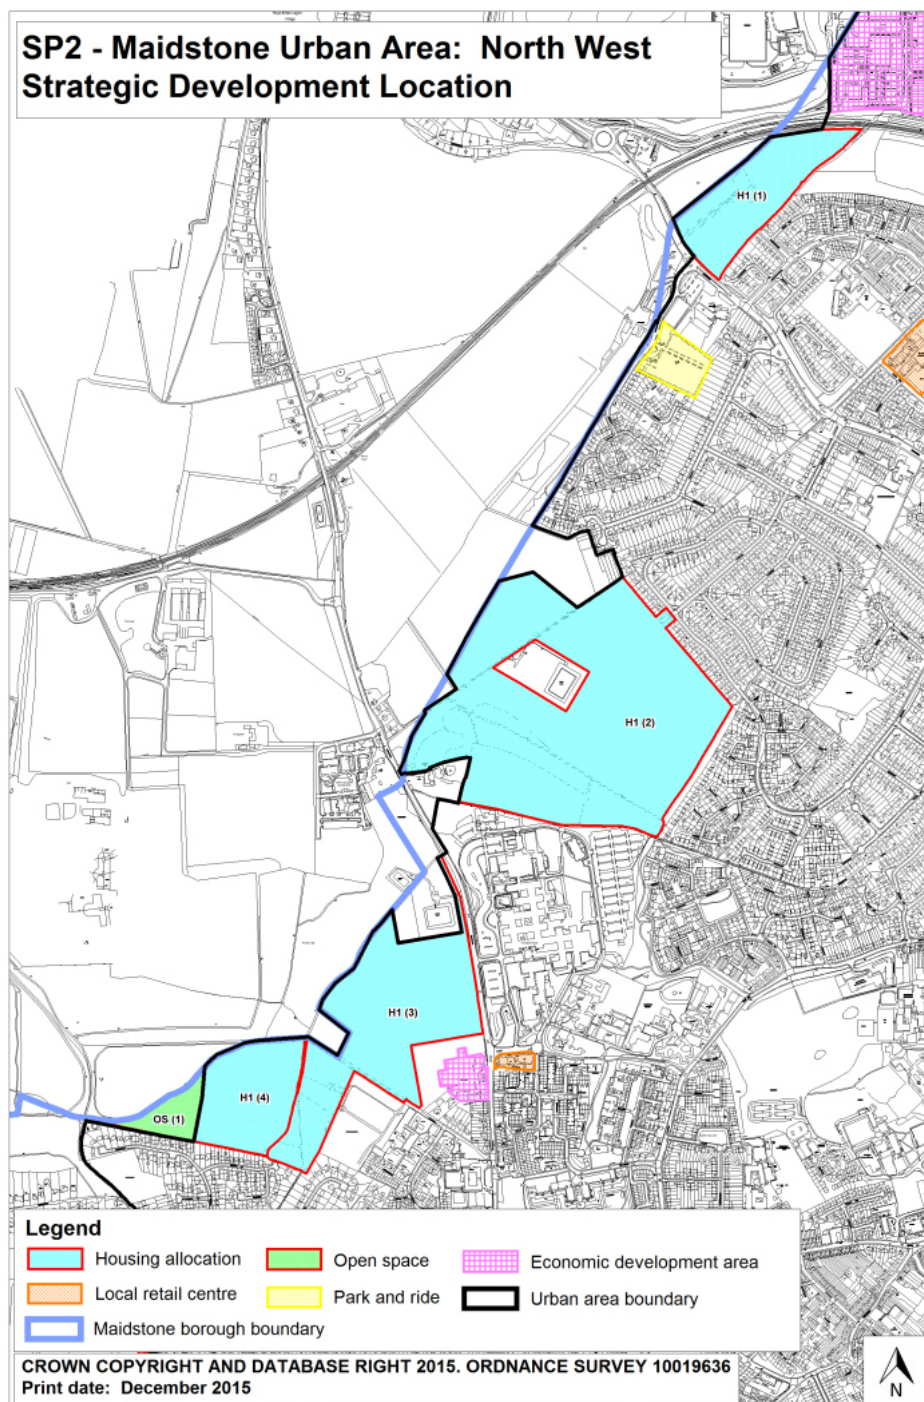 SP2 - Maidstone Urban Area: North West
Strategic Development Location
H1 (1)
H1 (2)
H1 (3)
H1 (4)
OS (1)
Legend
Housing allocation
Open space
Economic development area
Local retail centre
Park and ride
Urban area boundary
Maidstone borough boundary
CROWN COPYRIGHT AND DATABASE RIGHT 2015. ORDNANCE SURVEY 10019636
Print date: December 2015
N